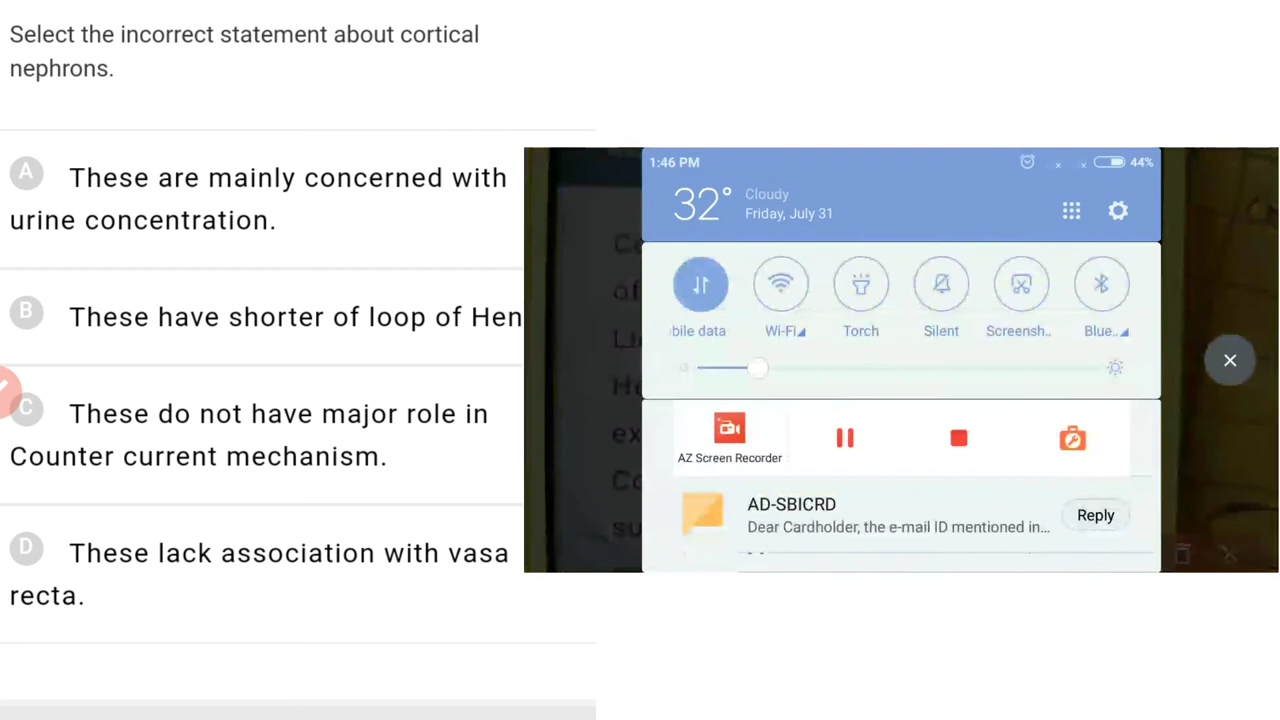 Select the incorrect statement about cortical
nephrons.
A These are mainly concerned with
urine concentration.
B These have shorter of loop of Hen
C These do not have major role in
Counter current mechanism.
D These lack association with vasa
recta.
1:46 PM
44%
32°
Cloudy
Friday, July 31
bile data Wi-Fi Torch Silent Screensh.. Blue..
AZ Screen Recorder
AD-SBICRD
Dear Cardholder, the e-mail ID mentioned in...
Reply